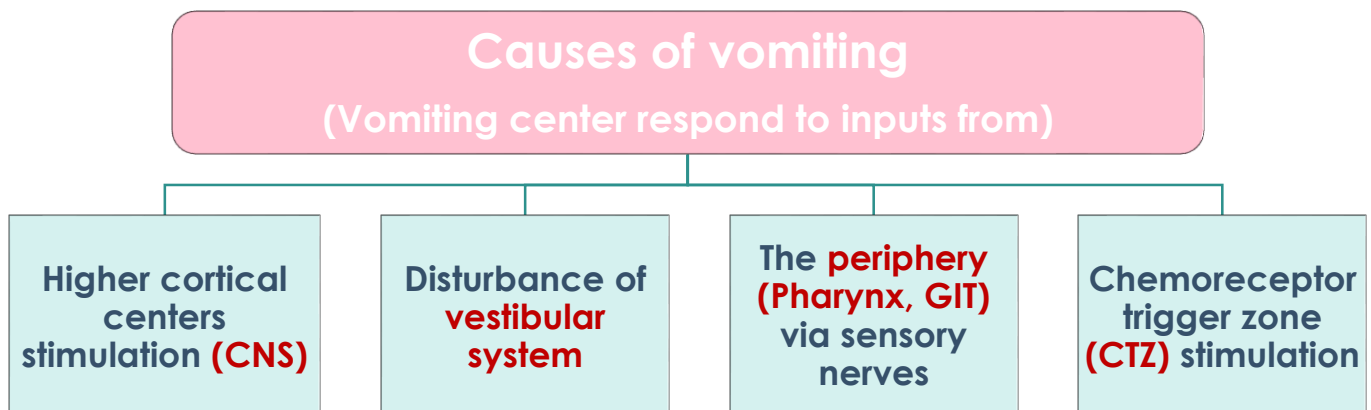 Causes of vomiting
(Vomiting center respond to inputs from)
Higher cortical
centers
stimulation (CNS)
Disturbance of
vestibular
system
The periphery
(Pharynx, GIT)
via sensory
nerves
Chemoreceptor
trigger zone
(CTZ) stimulation